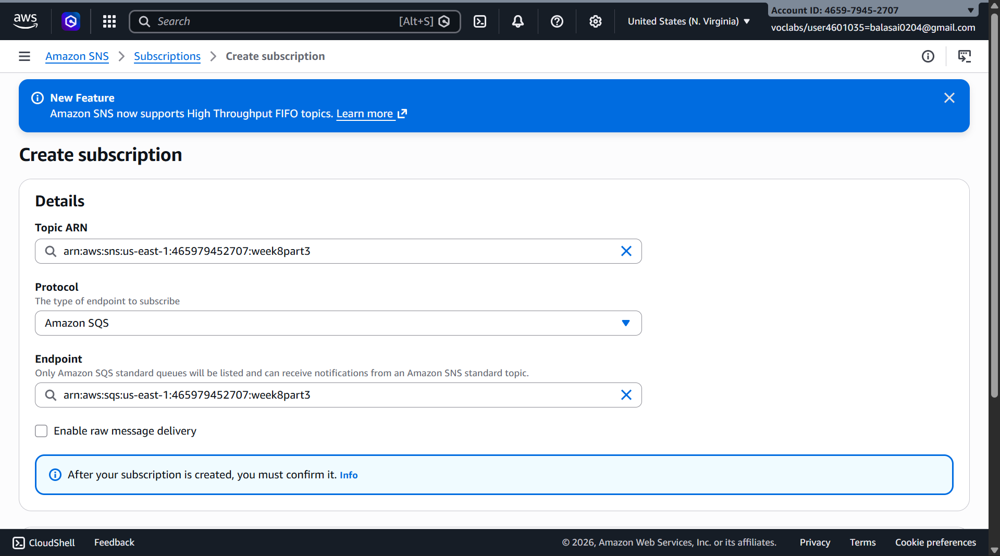 aws
Search [Alt+S]
United States (N. Virginia)
Account ID: 4659-7945-2707
voclabs/user4601035=balasai0204@gmail.com
Amazon SNS
Subscriptions
Create subscription
New Feature
Amazon SNS now supports High Throughput FIFO topics. Learn more
Create subscription
Details
Topic ARN
arn:aws:sns:us-east-1:465979452707:week8part3
Protocol
The type of endpoint to subscribe
Amazon SQS
Endpoint
Only Amazon SQS standard queues will be listed and can receive notifications from an Amazon SNS standard topic.
arn:aws:sqs:us-east-1:465979452707:week8part3
Enable raw message delivery
After your subscription is created, you must confirm it. Info
CloudShell
Feedback
© 2026, Amazon Web Services, Inc. or its affiliates.
Privacy
Terms
Cookie preferences